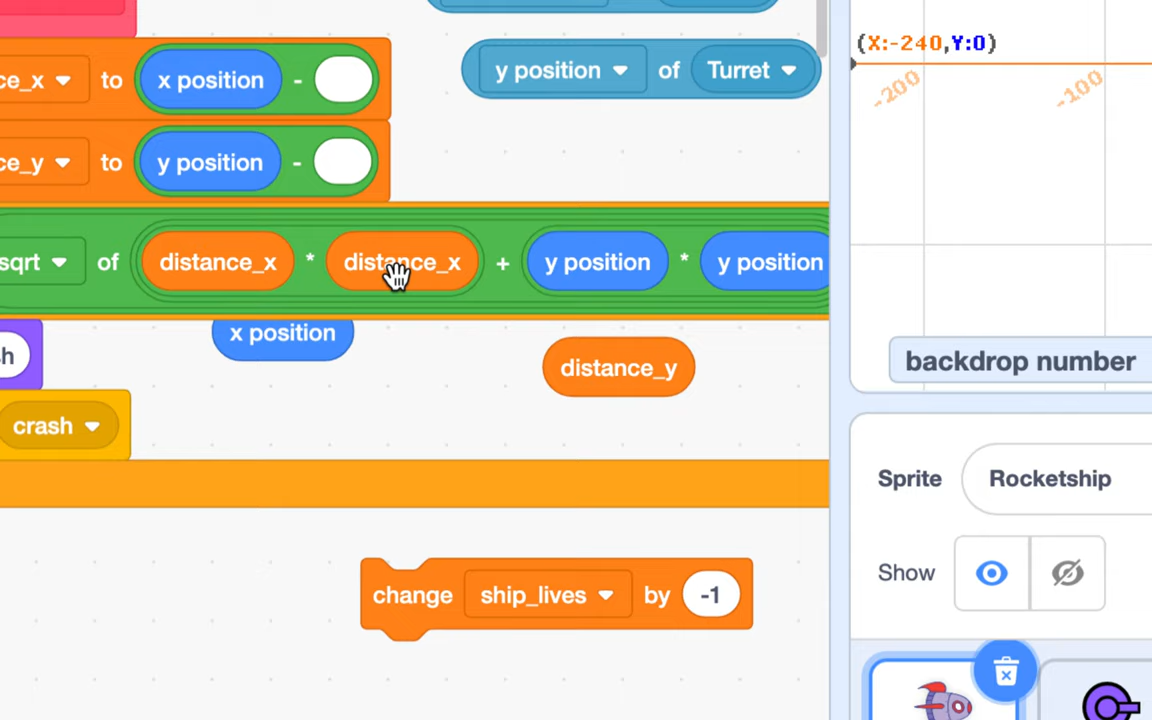 y position of Turret
ce_x to x position -
ce_y to y position -
sqrt of distance_x * distance_x + y position * y position
h
x position
distance_y
crash
change ship_lives by -1
(X:-240,Y:0)
-200
-100
backdrop number
Sprite Rocketship
Show